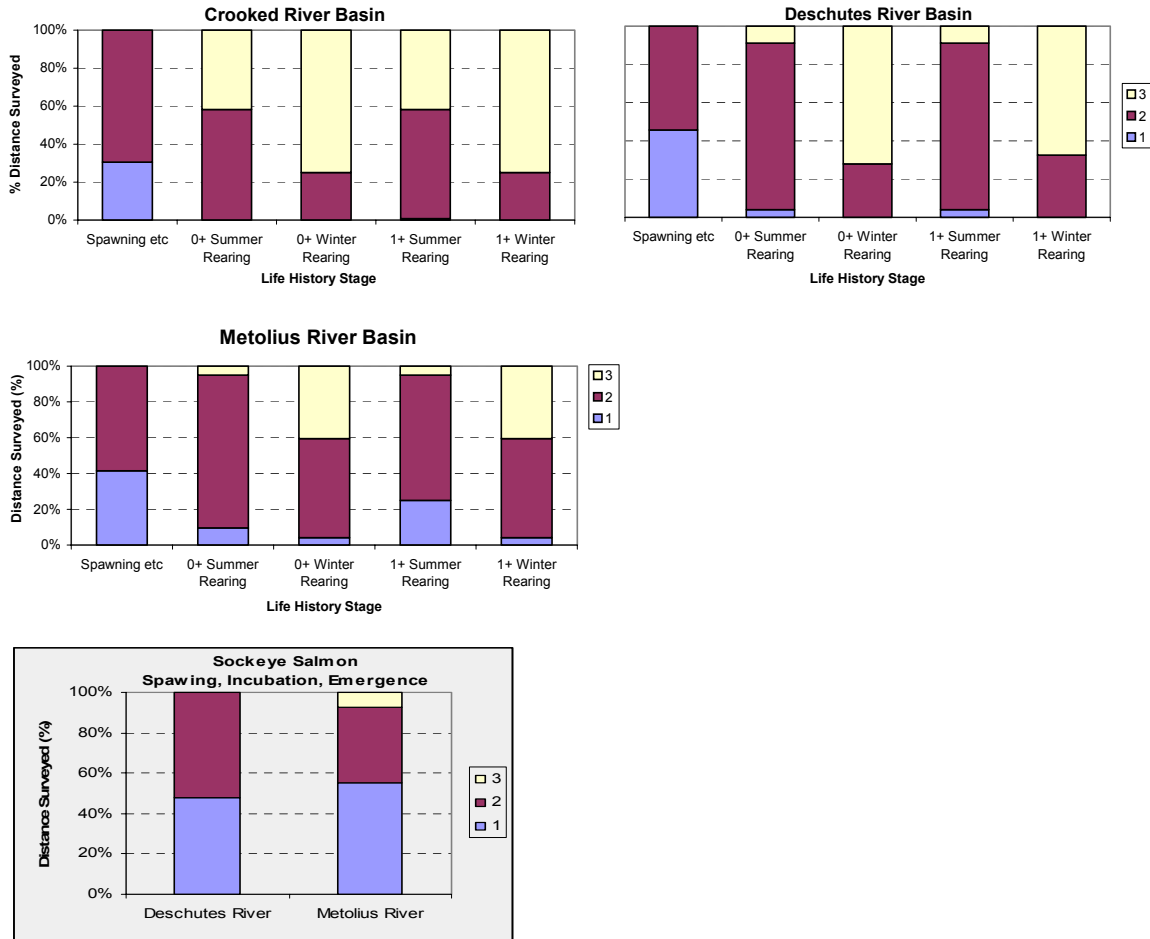 Crooked River Basin
100%
80%
60%
40%
20%
0%
% Distance Surveyed
Spawning etc
0+ Summer
Rearing
0+ Winter
Rearing
1+ Summer
Rearing
1+ Winter
Rearing
Life History Stage
Deschutes River Basin
3
2
1
Spawning etc
0+ Summer
Rearing
0+ Winter
Rearing
1+ Summer
Rearing
1+ Winter
Rearing
Life History Stage
Metolius River Basin
100%
80%
60%
40%
20%
0%
Distance Surveyed (%)
3
2
1
Spawning etc
0+ Summer
Rearing
0+ Winter
Rearing
1+ Summer
Rearing
1+ Winter
Rearing
Life History Stage
Sockeye Salmon
Spawing, Incubation, Emergence
100%
80%
60%
40%
20%
0%
Distance Surveyed (%)
3
2
1
Deschutes River
Metolius River